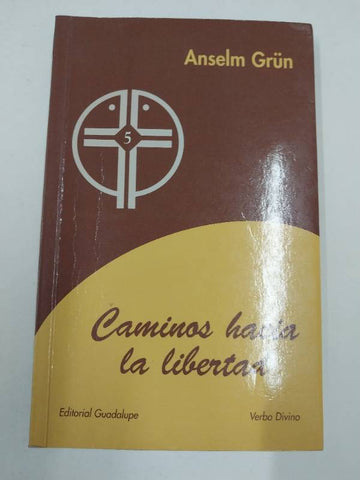 Anselm Grün
5
Caminos hacia
la libertad
Editorial Guadalupe
Verbo Divino